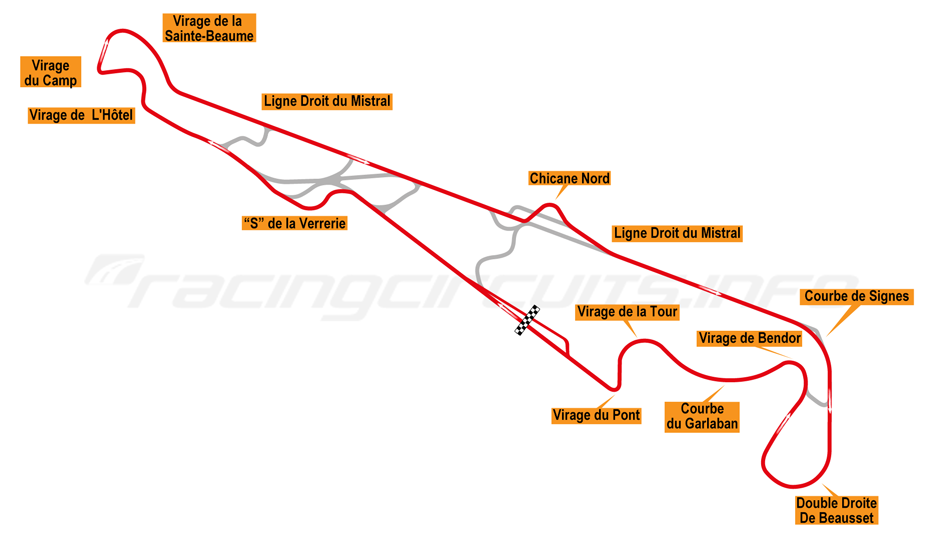 Virage de la
Sainte-Beaume
Virage
du Camp
Virage de L'Hôtel
Ligne Droit du Mistral
Chicane Nord
“S” de la Verrerie
Ligne Droit du Mistral
racingcircuits.info
Courbe de Signes
Virage de la Tour
Virage de Bendor
Virage du Pont
Courbe
du Garlaban
Double Droite
De Beausset